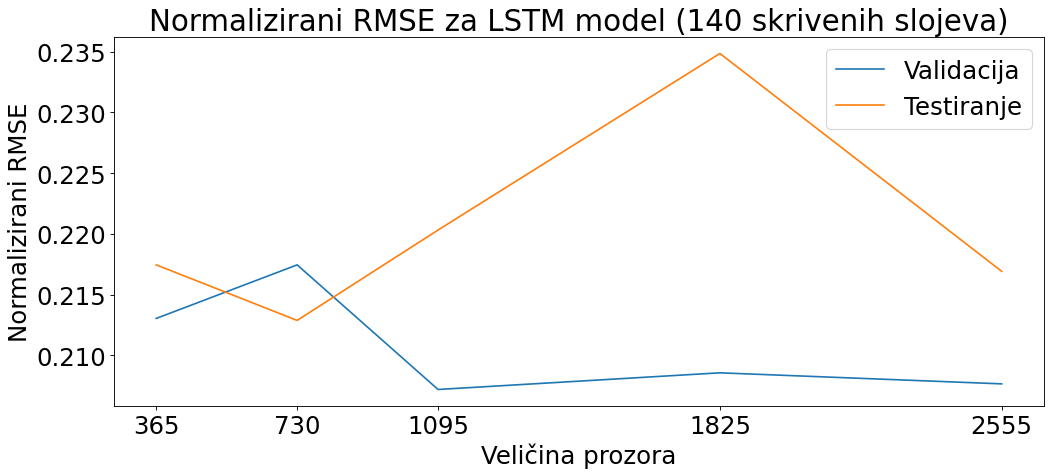 Normalizirani RMSE za LSTM model (140 skrivenih slojeva)
Normalizirani RMSE
0.235
0.230
0.225
0.220
0.215
0.210
Validacija
Testiranje
365 730 1095 1825 2555
Veličina prozora